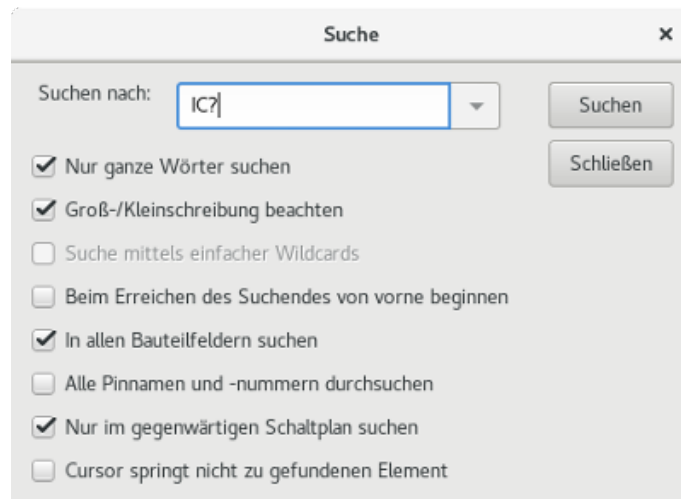 Suche
Suchen nach:
IC?
Suchen
Schließen
Nur ganze Wörter suchen
Groß-/Kleinschreibung beachten
Suche mittels einfacher Wildcards
Beim Erreichen des Suchendes von vorne beginnen
In allen Bauteilfeldern suchen
Alle Pinnamen und -nummern durchsuchen
Nur im gegenwärtigen Schaltplan suchen
Cursor springt nicht zu gefundenen Element